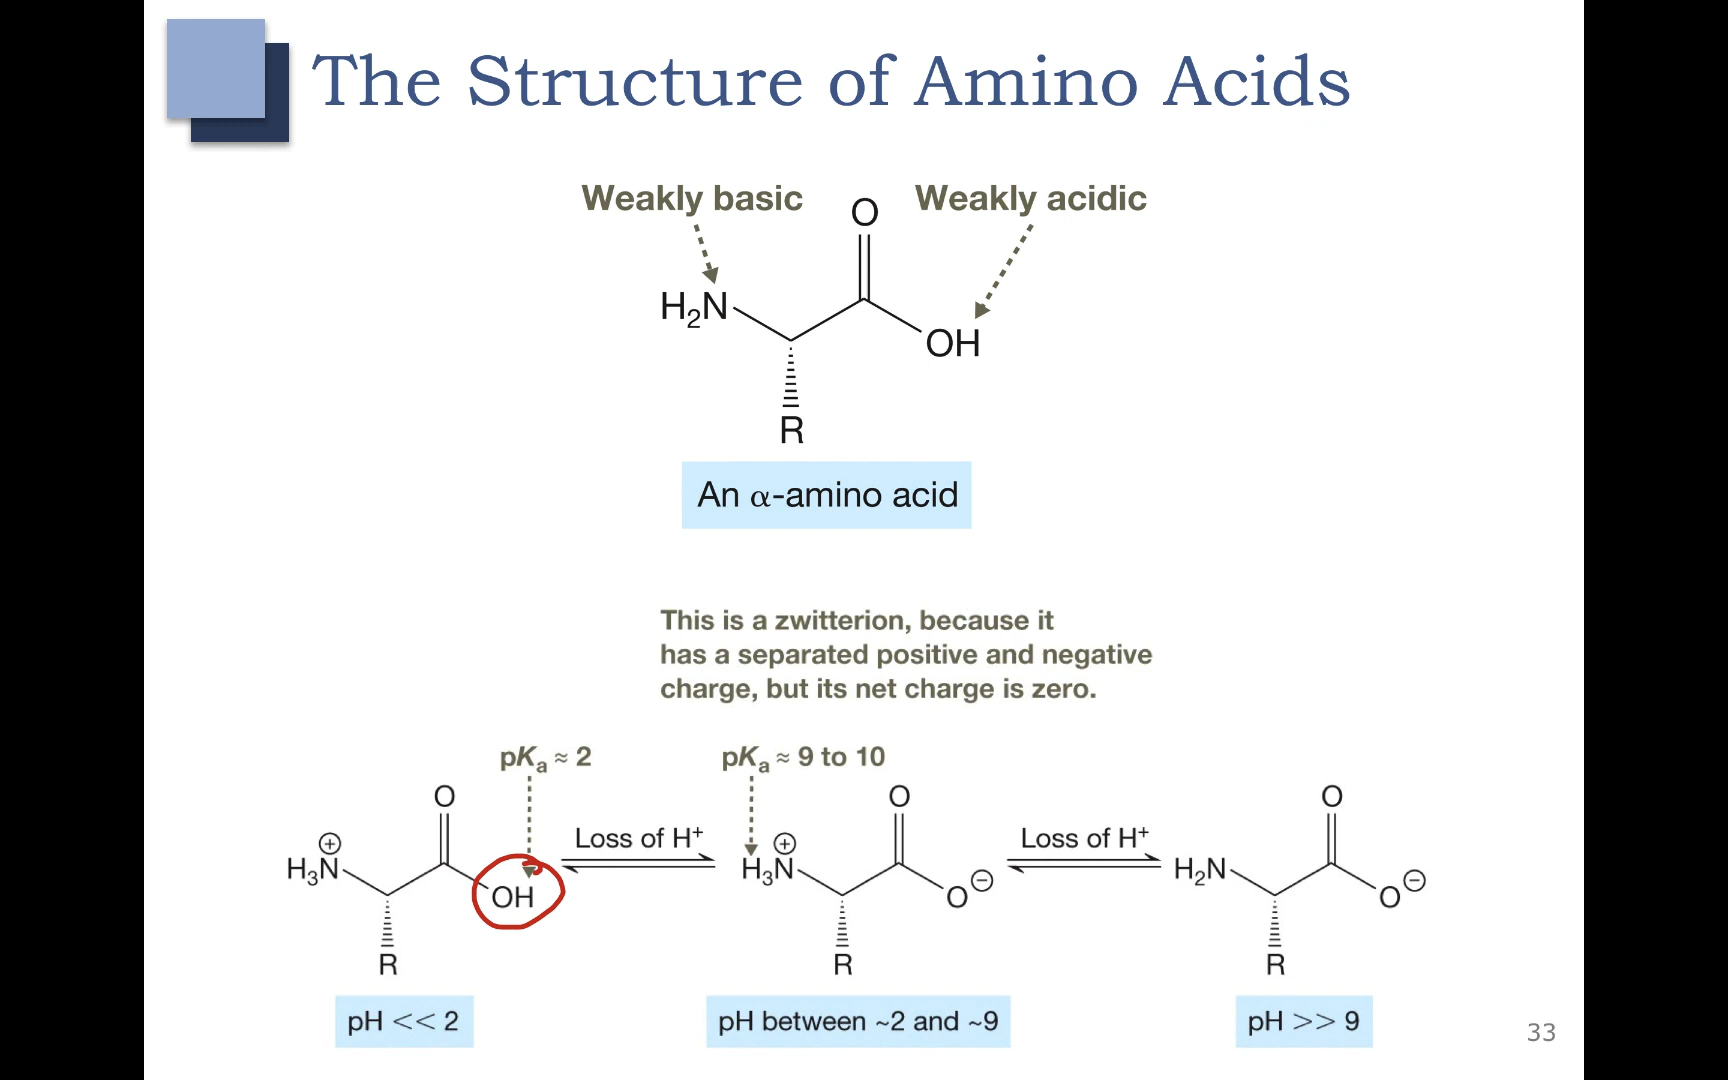 The Structure of Amino Acids
Weakly basic
Weakly acidic
O
H₂N
OH
R
An α-amino acid
This is a zwitterion, because it
has a separated positive and negative
charge, but its net charge is zero.
pKₐ ≈ 2
pKₐ ≈ 9 to 10
O
O
O
⊕
Loss of H⁺
⊕
Loss of H⁺
H₃N
OH
H₃N
O⊖
H₂N
O⊖
R
R
R
pH << 2
pH between ~2 and ~9
pH >> 9
33